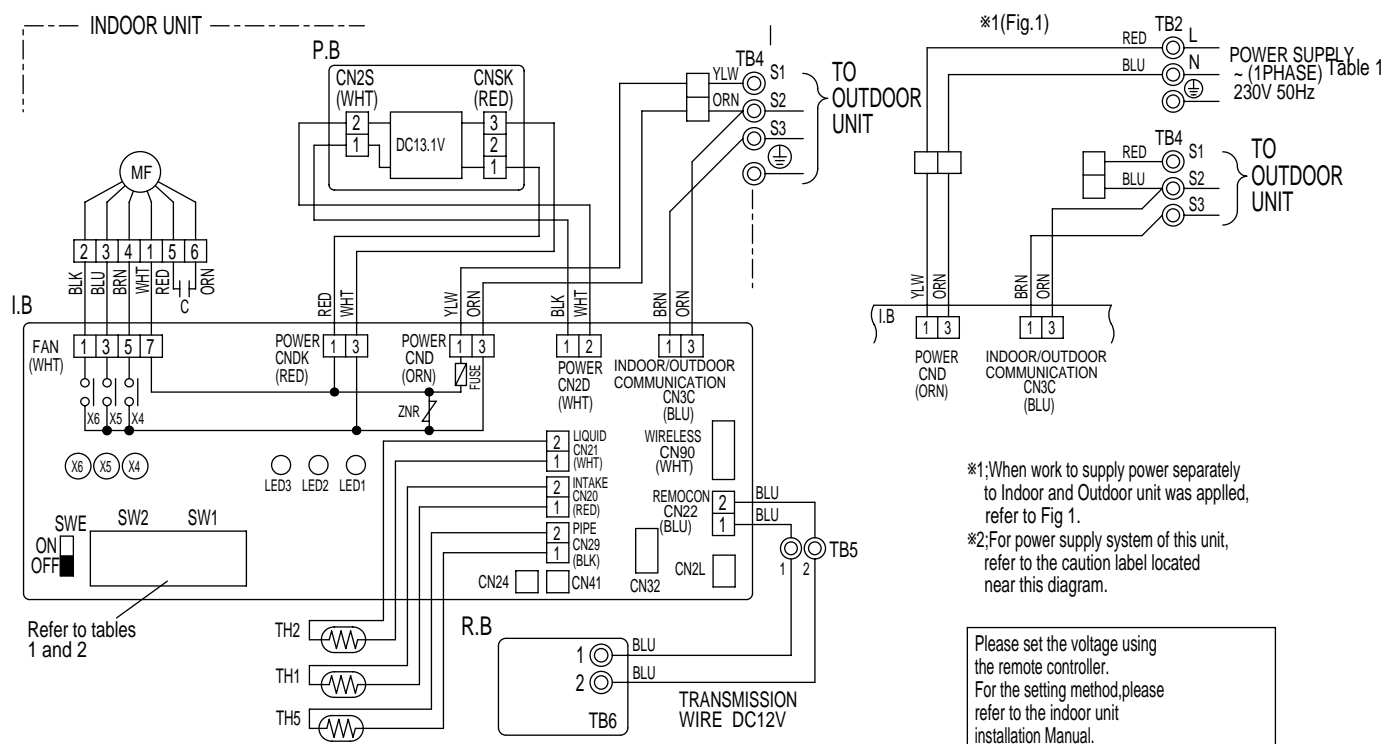 INDOOR UNIT
P.B
CN2S
(WHT)
CNSK
(RED)
2
1
DC13.1V
3
2
1
MF
2 3 4 1 5 6
BLK
BLU
BRN
WHT
RED
ORN
C
TB4
YLW S1
ORN S2
S3
TO
OUTDOOR
UNIT
I.B
RED
WHT
YLW
ORN
BLK
WHT
BRN
ORN
FAN
(WHT)
1 3 5 7
POWER
CNDK
(RED)
1 3
POWER
CND
(ORN)
1 3
FUSE
1 2
POWER
CN2D
(WHT)
1 3
INDOOR/OUTDOOR
COMMUNICATION
CN3C
(BLU)
X6 X5 X4
ZNR
X6 X5 X4
LED3 LED2 LED1
2
1
LIQUID
CN21
(WHT)
2
1
INTAKE
CN20
(RED)
2
1
PIPE
CN29
(BLK)
WIRELESS
CN90
(WHT)
REMOCON
CN22
(BLU)
2
1
BLU
BLU
TB5
1 2
SWE
ON
OFF
SW2 SW1
CN24
CN41
CN32
CN2L
Refer to tables
1 and 2
TH2
TH1
TH5
R.B
1
2
BLU
BLU
TB6
TRANSMISSION
WIRE DC12V
※1(Fig.1)
TB2
RED L
BLU N
POWER SUPPLY
~ (1PHASE)
230V 50Hz
Table 1
TB4
RED S1
BLU S2
S3
TO
OUTDOOR
UNIT
YLW
ORN
BRN
ORN
I.B
1 3
POWER
CND
(ORN)
1 3
INDOOR/OUTDOOR
COMMUNICATION
CN3C
(BLU)
※1;When work to supply power separately
to Indoor and Outdoor unit was applled,
refer to Fig 1.
※2;For power supply system of this unit,
refer to the caution label located
near this diagram.
Please set the voltage using
the remote controller.
For the setting method,please
refer to the indoor unit
installation Manual.